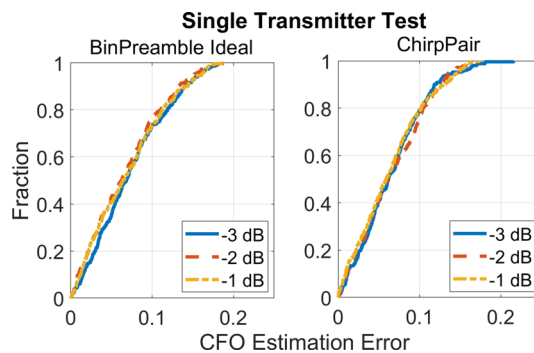 Single Transmitter Test
BinPreamble Ideal
ChirpPair
Fraction
1
0.8
0.6
0.4
0.2
0
0
0.1
0.2
-3 dB
-2 dB
-1 dB
1
0.8
0.6
0.4
0.2
0
0
0.1
0.2
-3 dB
-2 dB
-1 dB
CFO Estimation Error